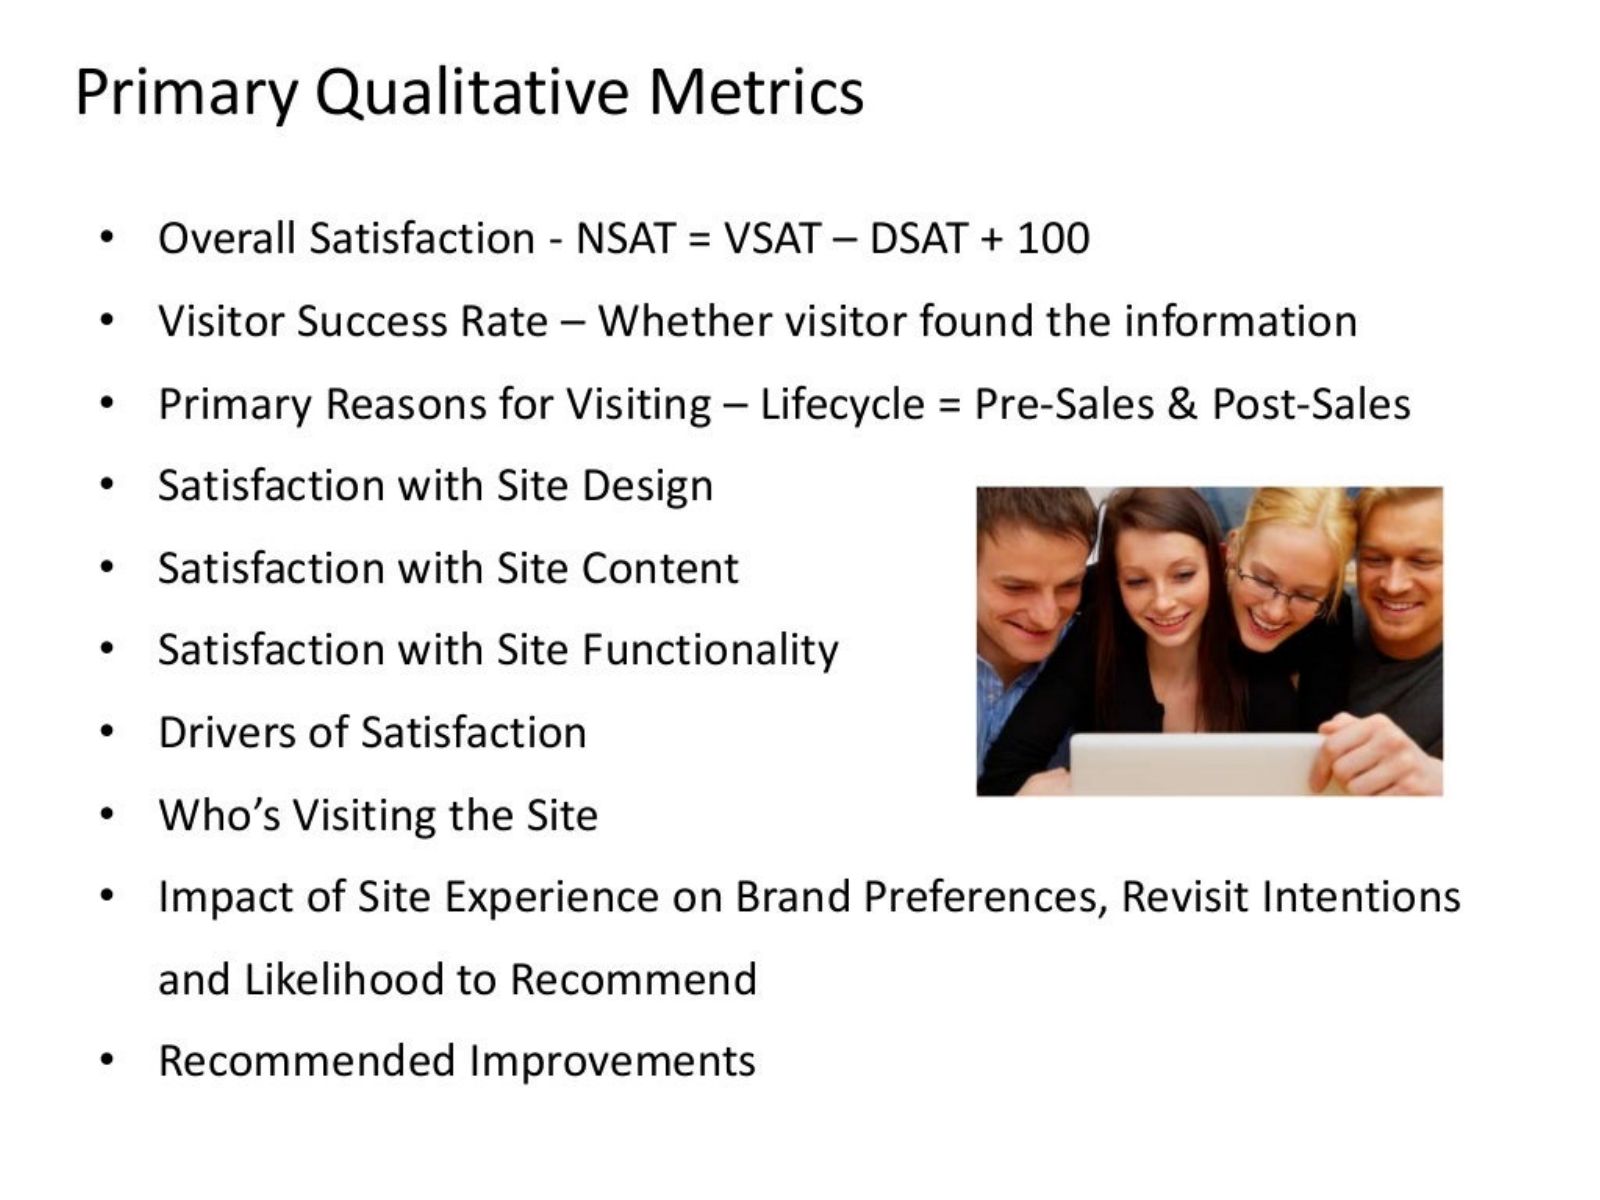 Primary Qualitative Metrics
• Overall Satisfaction - NSAT = VSAT – DSAT + 100
• Visitor Success Rate – Whether visitor found the information
• Primary Reasons for Visiting – Lifecycle = Pre-Sales & Post-Sales
• Satisfaction with Site Design
• Satisfaction with Site Content
• Satisfaction with Site Functionality
• Drivers of Satisfaction
• Who’s Visiting the Site
• Impact of Site Experience on Brand Preferences, Revisit Intentions
and Likelihood to Recommend
• Recommended Improvements